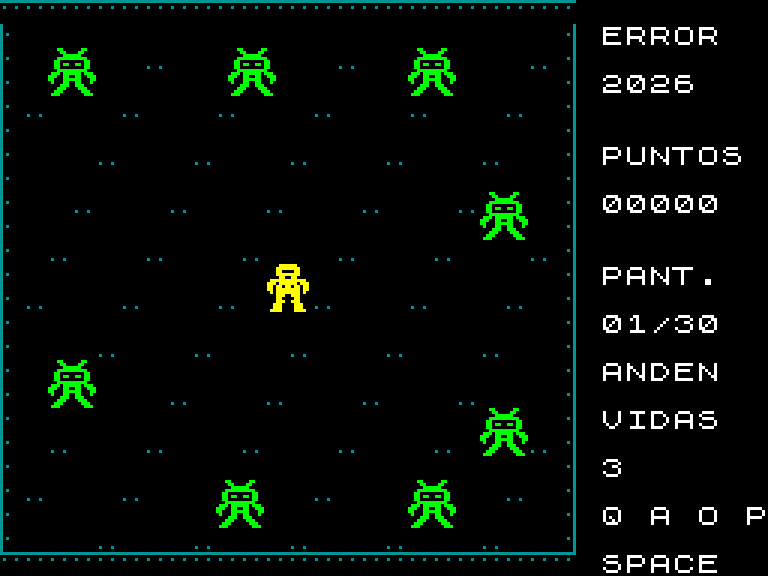 ERROR
2026
PUNTOS
00000
PANT.
01/30
ANDEN
VIDAS
3
Q A O P
SPACE